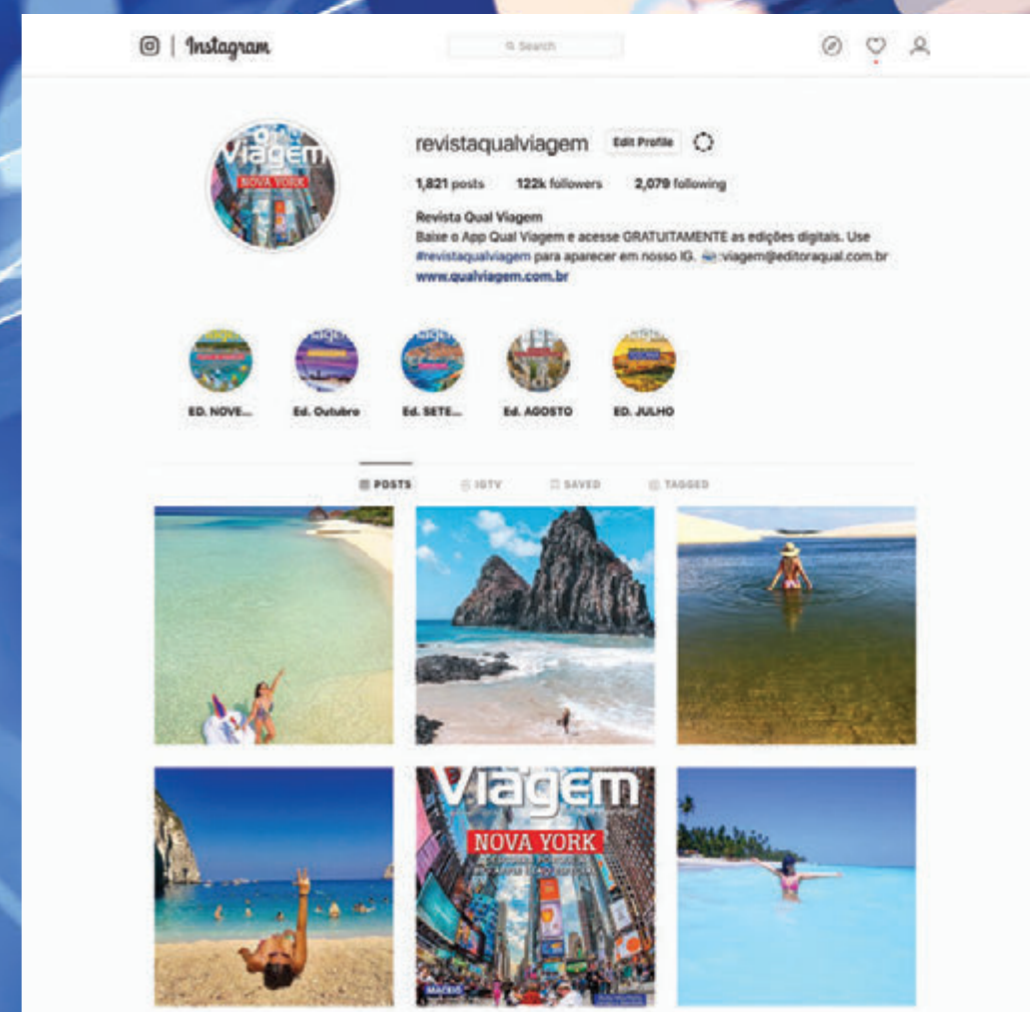 Instagram
Search
Viagem
NOVA YORK
revistaqualviagem Edit Profile
1,821 posts 122k followers 2,079 following
Revista Qual Viagem
Baixe o App Qual Viagem e acesse GRATUITAMENTE as edições digitais. Use
#revistaqualviagem para aparecer em nosso IG. :viagem@editoraqual.com.br
www.qualviagem.com.br
ED. NOVE... Ed. Outubro Ed. SETE... Ed. AGOSTO ED. JULHO
POSTS IGTV SAVED TAGGED
Viagem
NOVA YORK
MACEIÓ